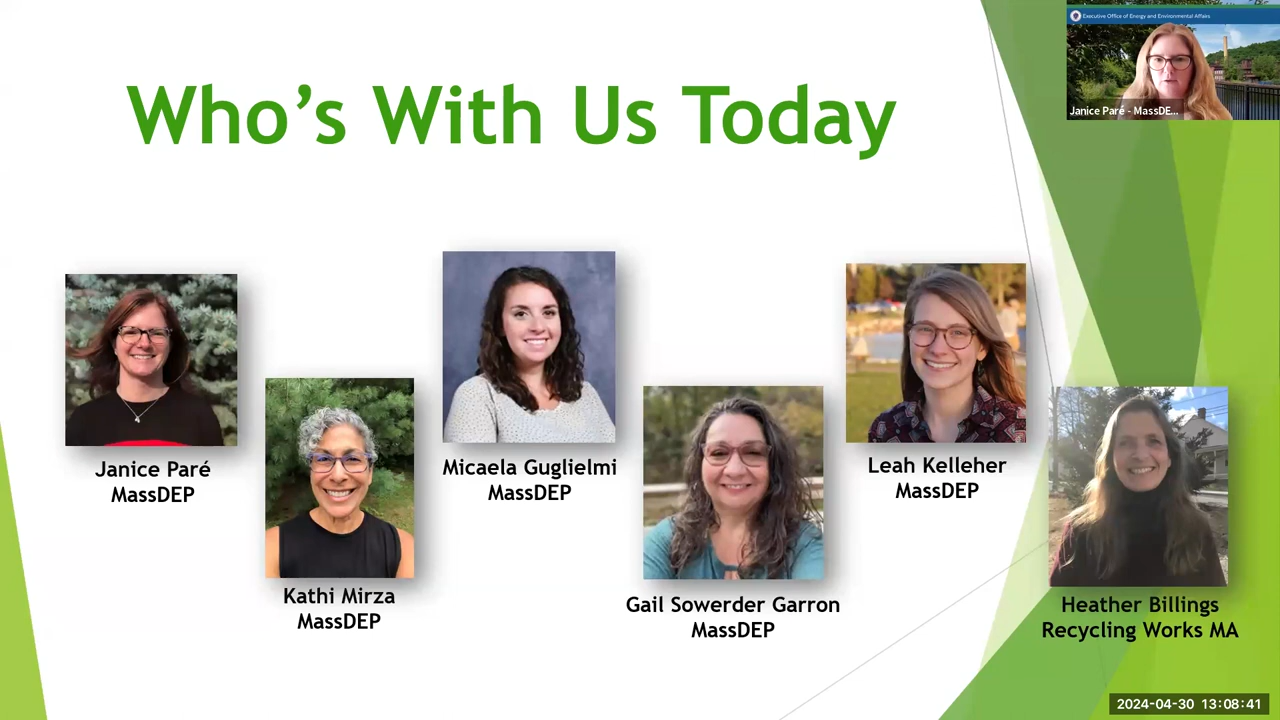 Executive Office of Energy and Environmental Affairs
Janice Paré - MassDE...
Who's With Us Today
Janice Paré
MassDEP
Kathi Mirza
MassDEP
Micaela Guglielmi
MassDEP
Gail Sowerder Garron
MassDEP
Leah Kelleher
MassDEP
Heather Billings
Recycling Works MA
2024-04-30 13:08:41